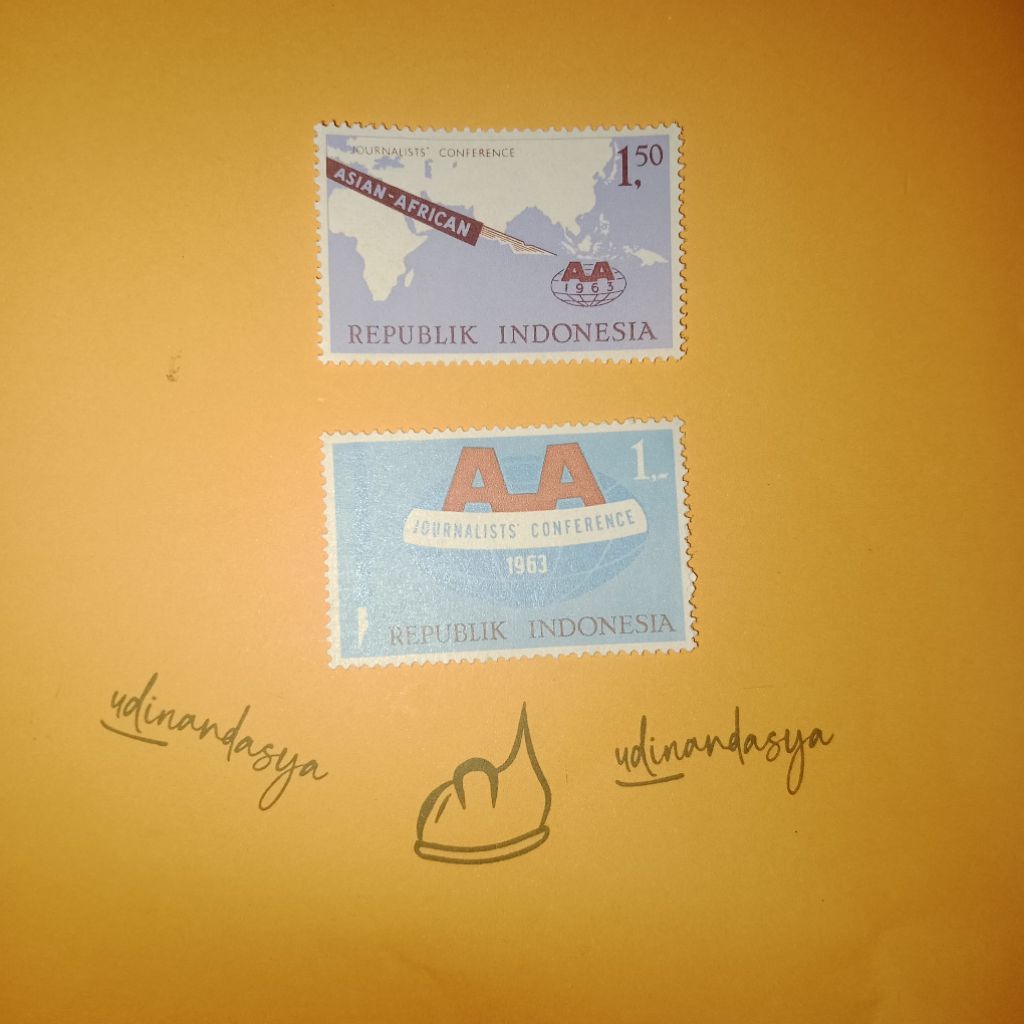 JOURNALISTS' CONFERENCE
1,50
ASIAN-AFRICAN
AA
1963
REPUBLIK INDONESIA
AA
1,-
JOURNALISTS' CONFERENCE
1963
REPUBLIK INDONESIA
udinandasya
udinandasya